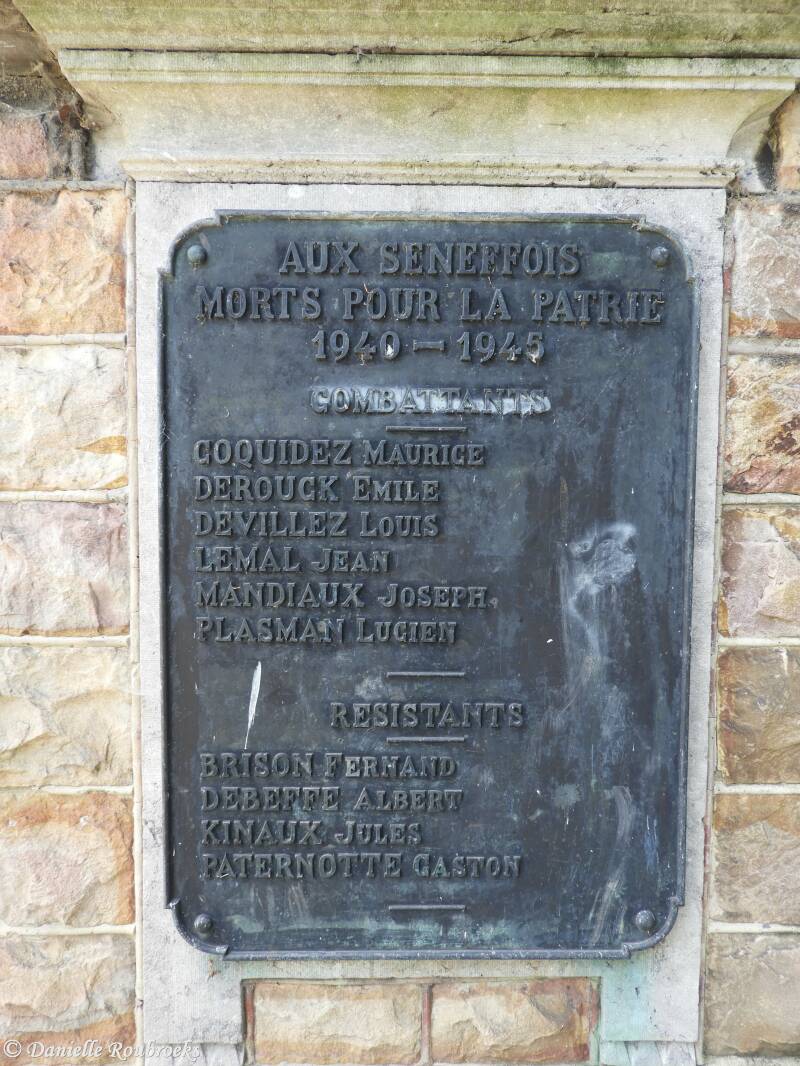 AUX SENEFFOIS
MORTS POUR LA PATRIE
1940 - 1945
COMBATTANTS
COQUIDEZ MAURICE
DEROUCK EMILE
DEVILLEZ LOUIS
LEMAL JEAN
MANDIAUX JOSEPH.
PLASMAN LUCIEN
RESISTANTS
BRISON FERNAND
DEBEFFE ALBERT
KINAUX JULES
PATERNOTTE GASTON
© Danielle Roubroeks